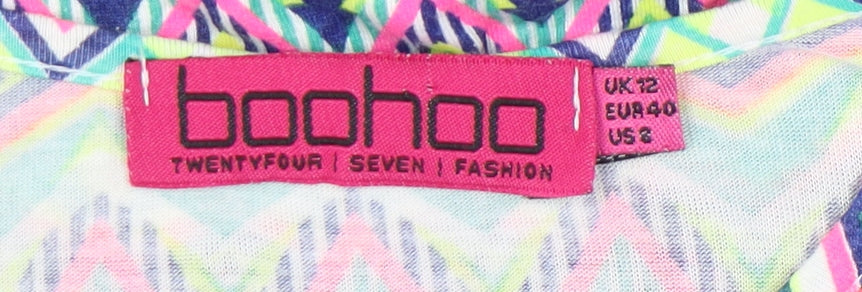 boohoo
TWENTYFOUR | SEVEN | FASHION
UK 12
EUR 40
US 8